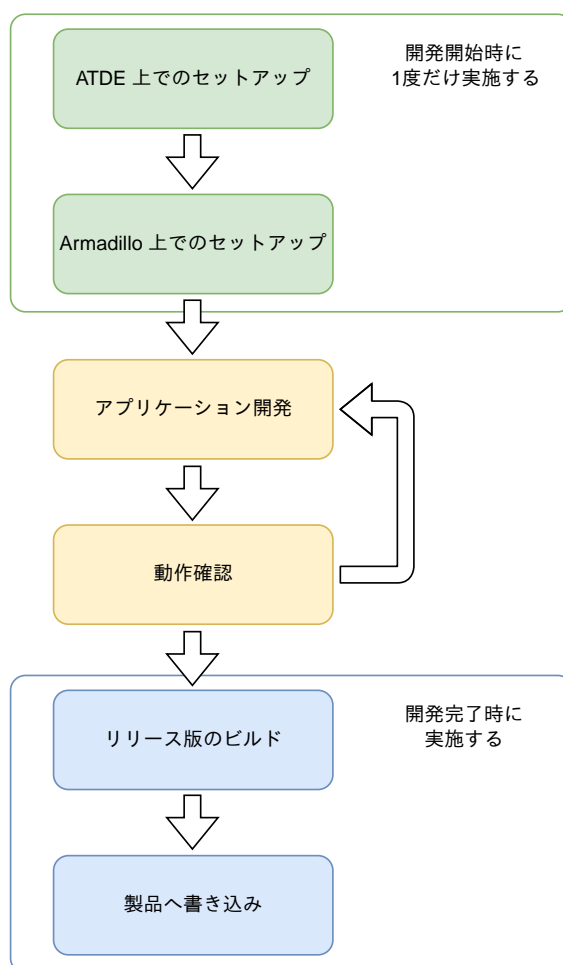 ATDE 上でのセットアップ
開発開始時に
1度だけ実施する
Armadillo 上でのセットアップ
アプリケーション開発
動作確認
リリース版のビルド
開発完了時に
実施する
製品へ書き込み